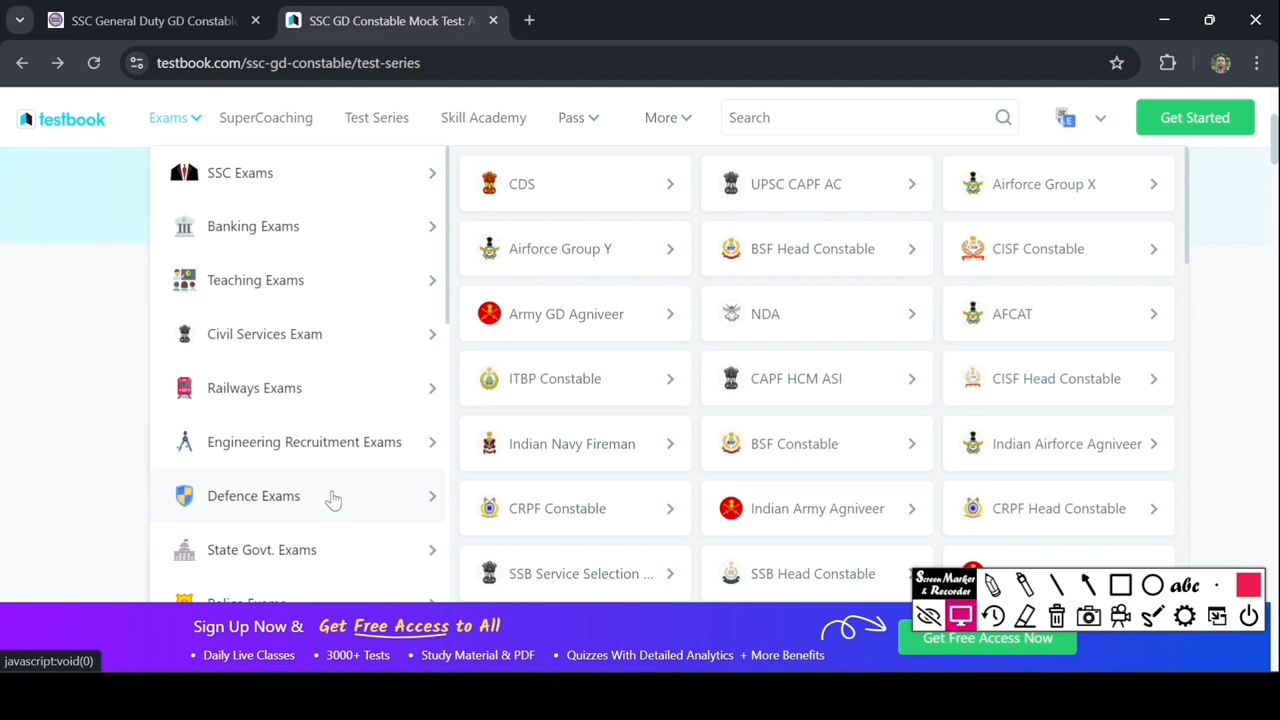 SSC General Duty GD Constable
SSC GD Constable Mock Test: A
testbook.com/ssc-gd-constable/test-series
testbook
Exams
SuperCoaching
Test Series
Skill Academy
Pass
More
Search
E
Get Started
SSC Exams
Banking Exams
Teaching Exams
Civil Services Exam
Railways Exams
Engineering Recruitment Exams
Defence Exams
State Govt. Exams
Police Exams
CDS
UPSC CAPF AC
Airforce Group X
Airforce Group Y
BSF Head Constable
CISF Constable
Army GD Agniveer
NDA
AFCAT
ITBP Constable
CAPF HCM ASI
CISF Head Constable
Indian Navy Fireman
BSF Constable
Indian Airforce Agniveer
CRPF Constable
Indian Army Agniveer
CRPF Head Constable
SSB Service Selection ...
SSB Head Constable
Screen Marker
& Recorder
abc
Sign Up Now & Get Free Access to All
• Daily Live Classes • 3000+ Tests • Study Material & PDF • Quizzes With Detailed Analytics + More Benefits
Get Free Access Now
javascript:void(0)